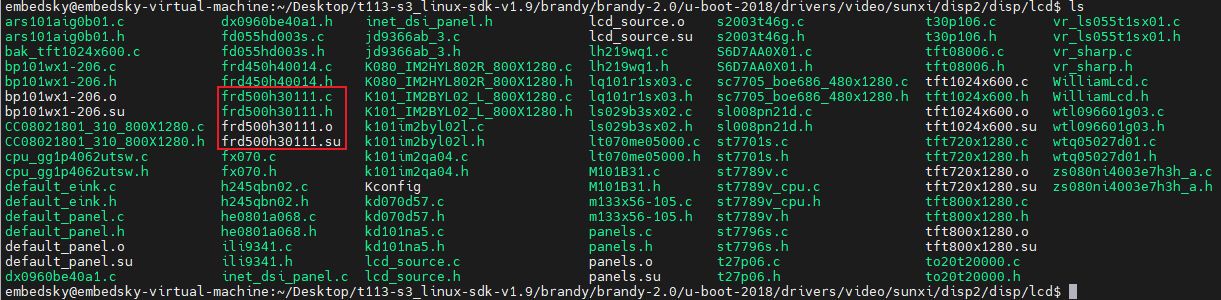 embedsky@embedsky-virtual-machine:~/Desktop/t113-s3_linux-sdk-v1.9/brandy/brandy-2.0/u-boot-2018/drivers/video/sunxi/disp2/disp/lcd$ ls
ars101aig0b01.c dx0960be40a1.h inet_dsi_panel.h lcd_source.o s2003t46g.c t30p106.c vr_ls055t1sx01.c
ars101aig0b01.h fd055hd003s.c jd9366ab_3.c lcd_source.su s2003t46g.h t30p106.h vr_ls055t1sx01.h
bak_tft1024x600.c fd055hd003s.h jd9366ab_3.h lh219wq1.c S6D7AA0X01.c tft08006.c vr_sharp.c
bp101wx1-206.c frd450h40014.c K080_IM2HYL802R_800X1280.c lh219wq1.h S6D7AA0X01.h tft08006.h vr_sharp.h
bp101wx1-206.h frd450h40014.h K080_IM2HYL802R_800X1280.h lq101r1sx03.c sc7705_boe686_480x1280.c tft1024x600.c WilliamLcd.c
bp101wx1-206.o frd500h30111.c K101_IM2BYL02_L_800X1280.c lq101r1sx03.h sc7705_boe686_480x1280.h tft1024x600.h WilliamLcd.h
bp101wx1-206.su frd500h30111.h K101_IM2BYL02_L_800X1280.h ls029b3sx02.c sl008pn21d.c tft1024x600.o wtl096601g03.c
CC08021801_310_800X1280.c frd500h30111.o k101im2byl02l.c ls029b3sx02.h sl008pn21d.h tft1024x600.su wtl096601g03.h
CC08021801_310_800X1280.h frd500h30111.su k101im2byl02l.h lt070me05000.c st7701s.c tft720x1280.c wtq05027d01.c
cpu_gg1p4062utsw.c fx070.c k101im2qa04.c lt070me05000.h st7701s.h tft720x1280.h wtq05027d01.h
cpu_gg1p4062utsw.h fx070.h k101im2qa04.h M101B31.c st7789v.c tft720x1280.o zs080ni4003e7h3h_a.c
default_eink.c h245qbn02.c Kconfig M101B31.h st7789v_cpu.c tft720x1280.su zs080ni4003e7h3h_a.h
default_eink.h h245qbn02.h kd070d57.c m133x56-105.c st7789v_cpu.h tft800x1280.c
default_panel.c he0801a068.c kd070d57.h m133x56-105.h st7789v.h tft800x1280.h
default_panel.h he0801a068.h kd101na5.c panels.c st7796s.c tft800x1280.o
default_panel.o ili9341.c kd101na5.h panels.h st7796s.h tft800x1280.su
default_panel.su ili9341.h lcd_source.c panels.o t27p06.c to20t20000.c
dx0960be40a1.c inet_dsi_panel.c lcd_source.h panels.su t27p06.h to20t20000.h
embedsky@embedsky-virtual-machine:~/Desktop/t113-s3_linux-sdk-v1.9/brandy/brandy-2.0/u-boot-2018/drivers/video/sunxi/disp2/disp/lcd$